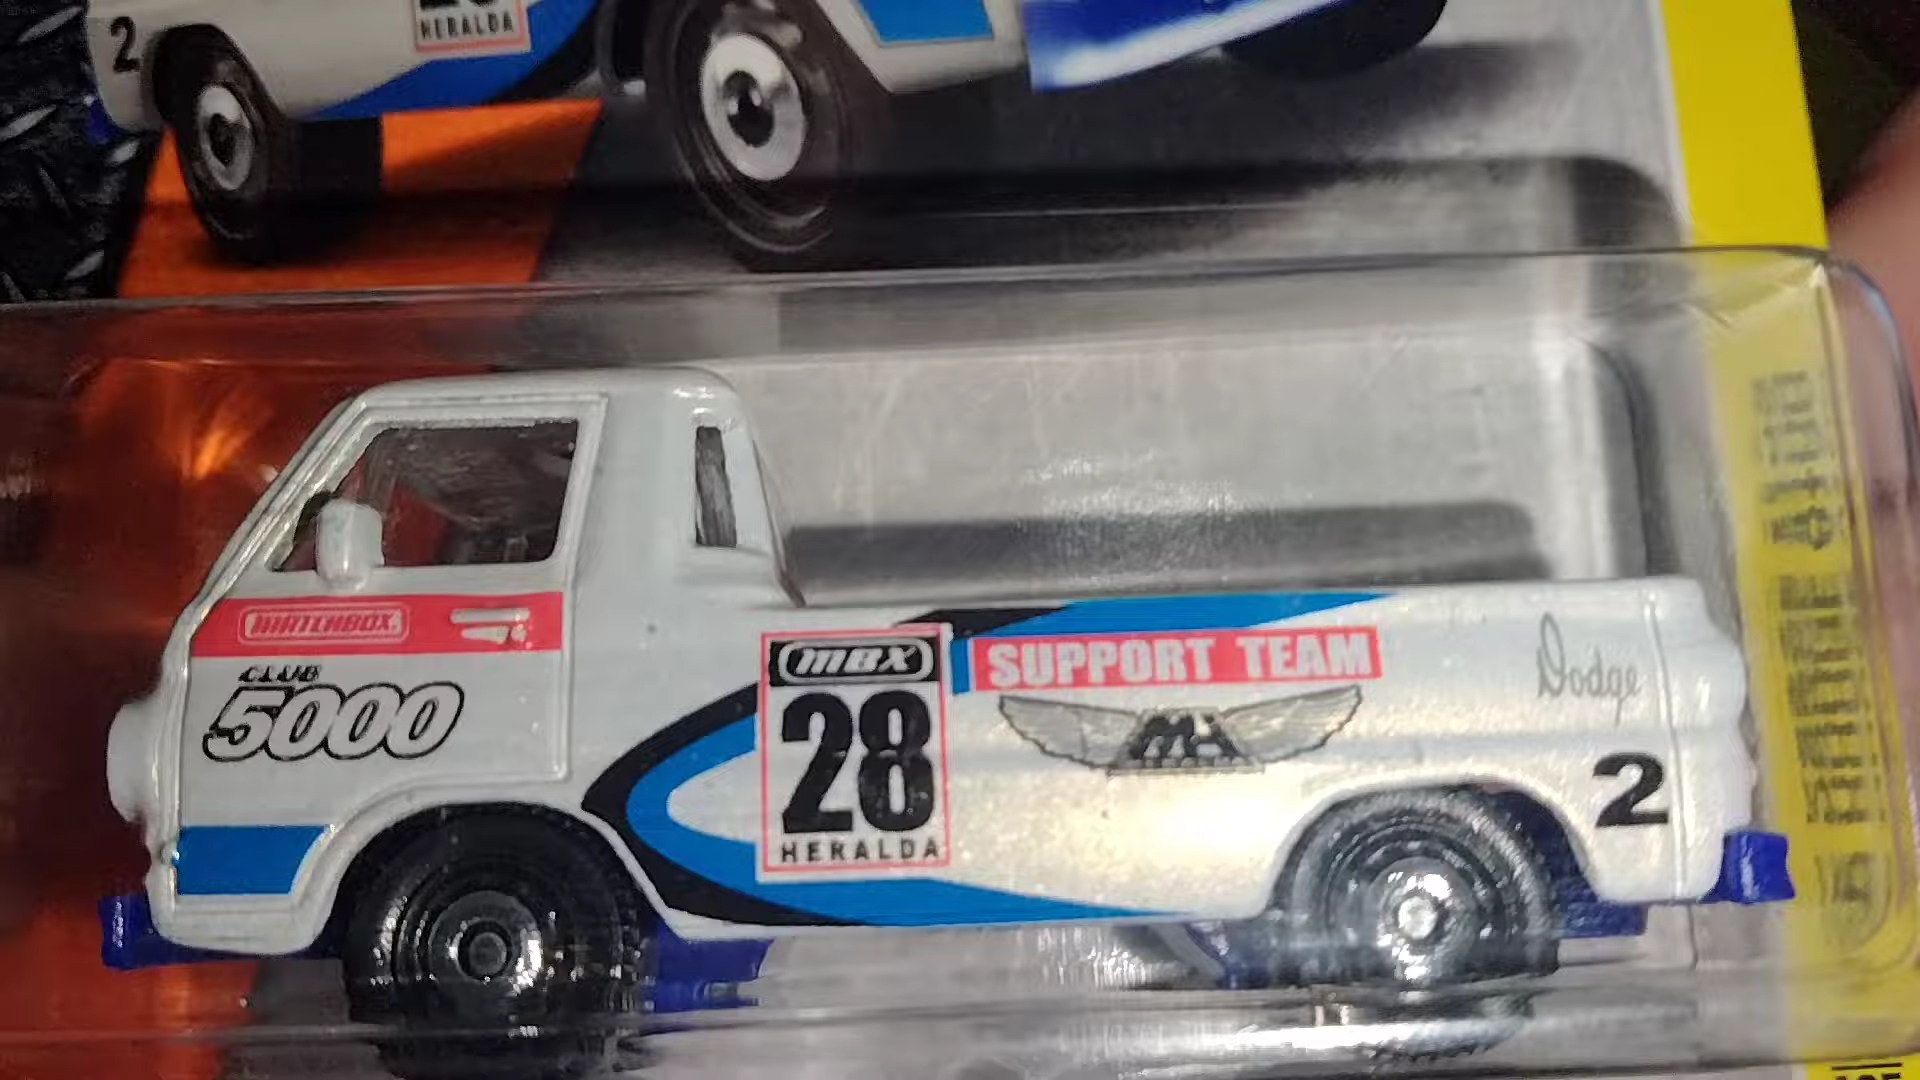 2
HERALDA
MATCHBOX
CLUB
5000
MBX
28
HERALDA
SUPPORT TEAM
Dodge
2